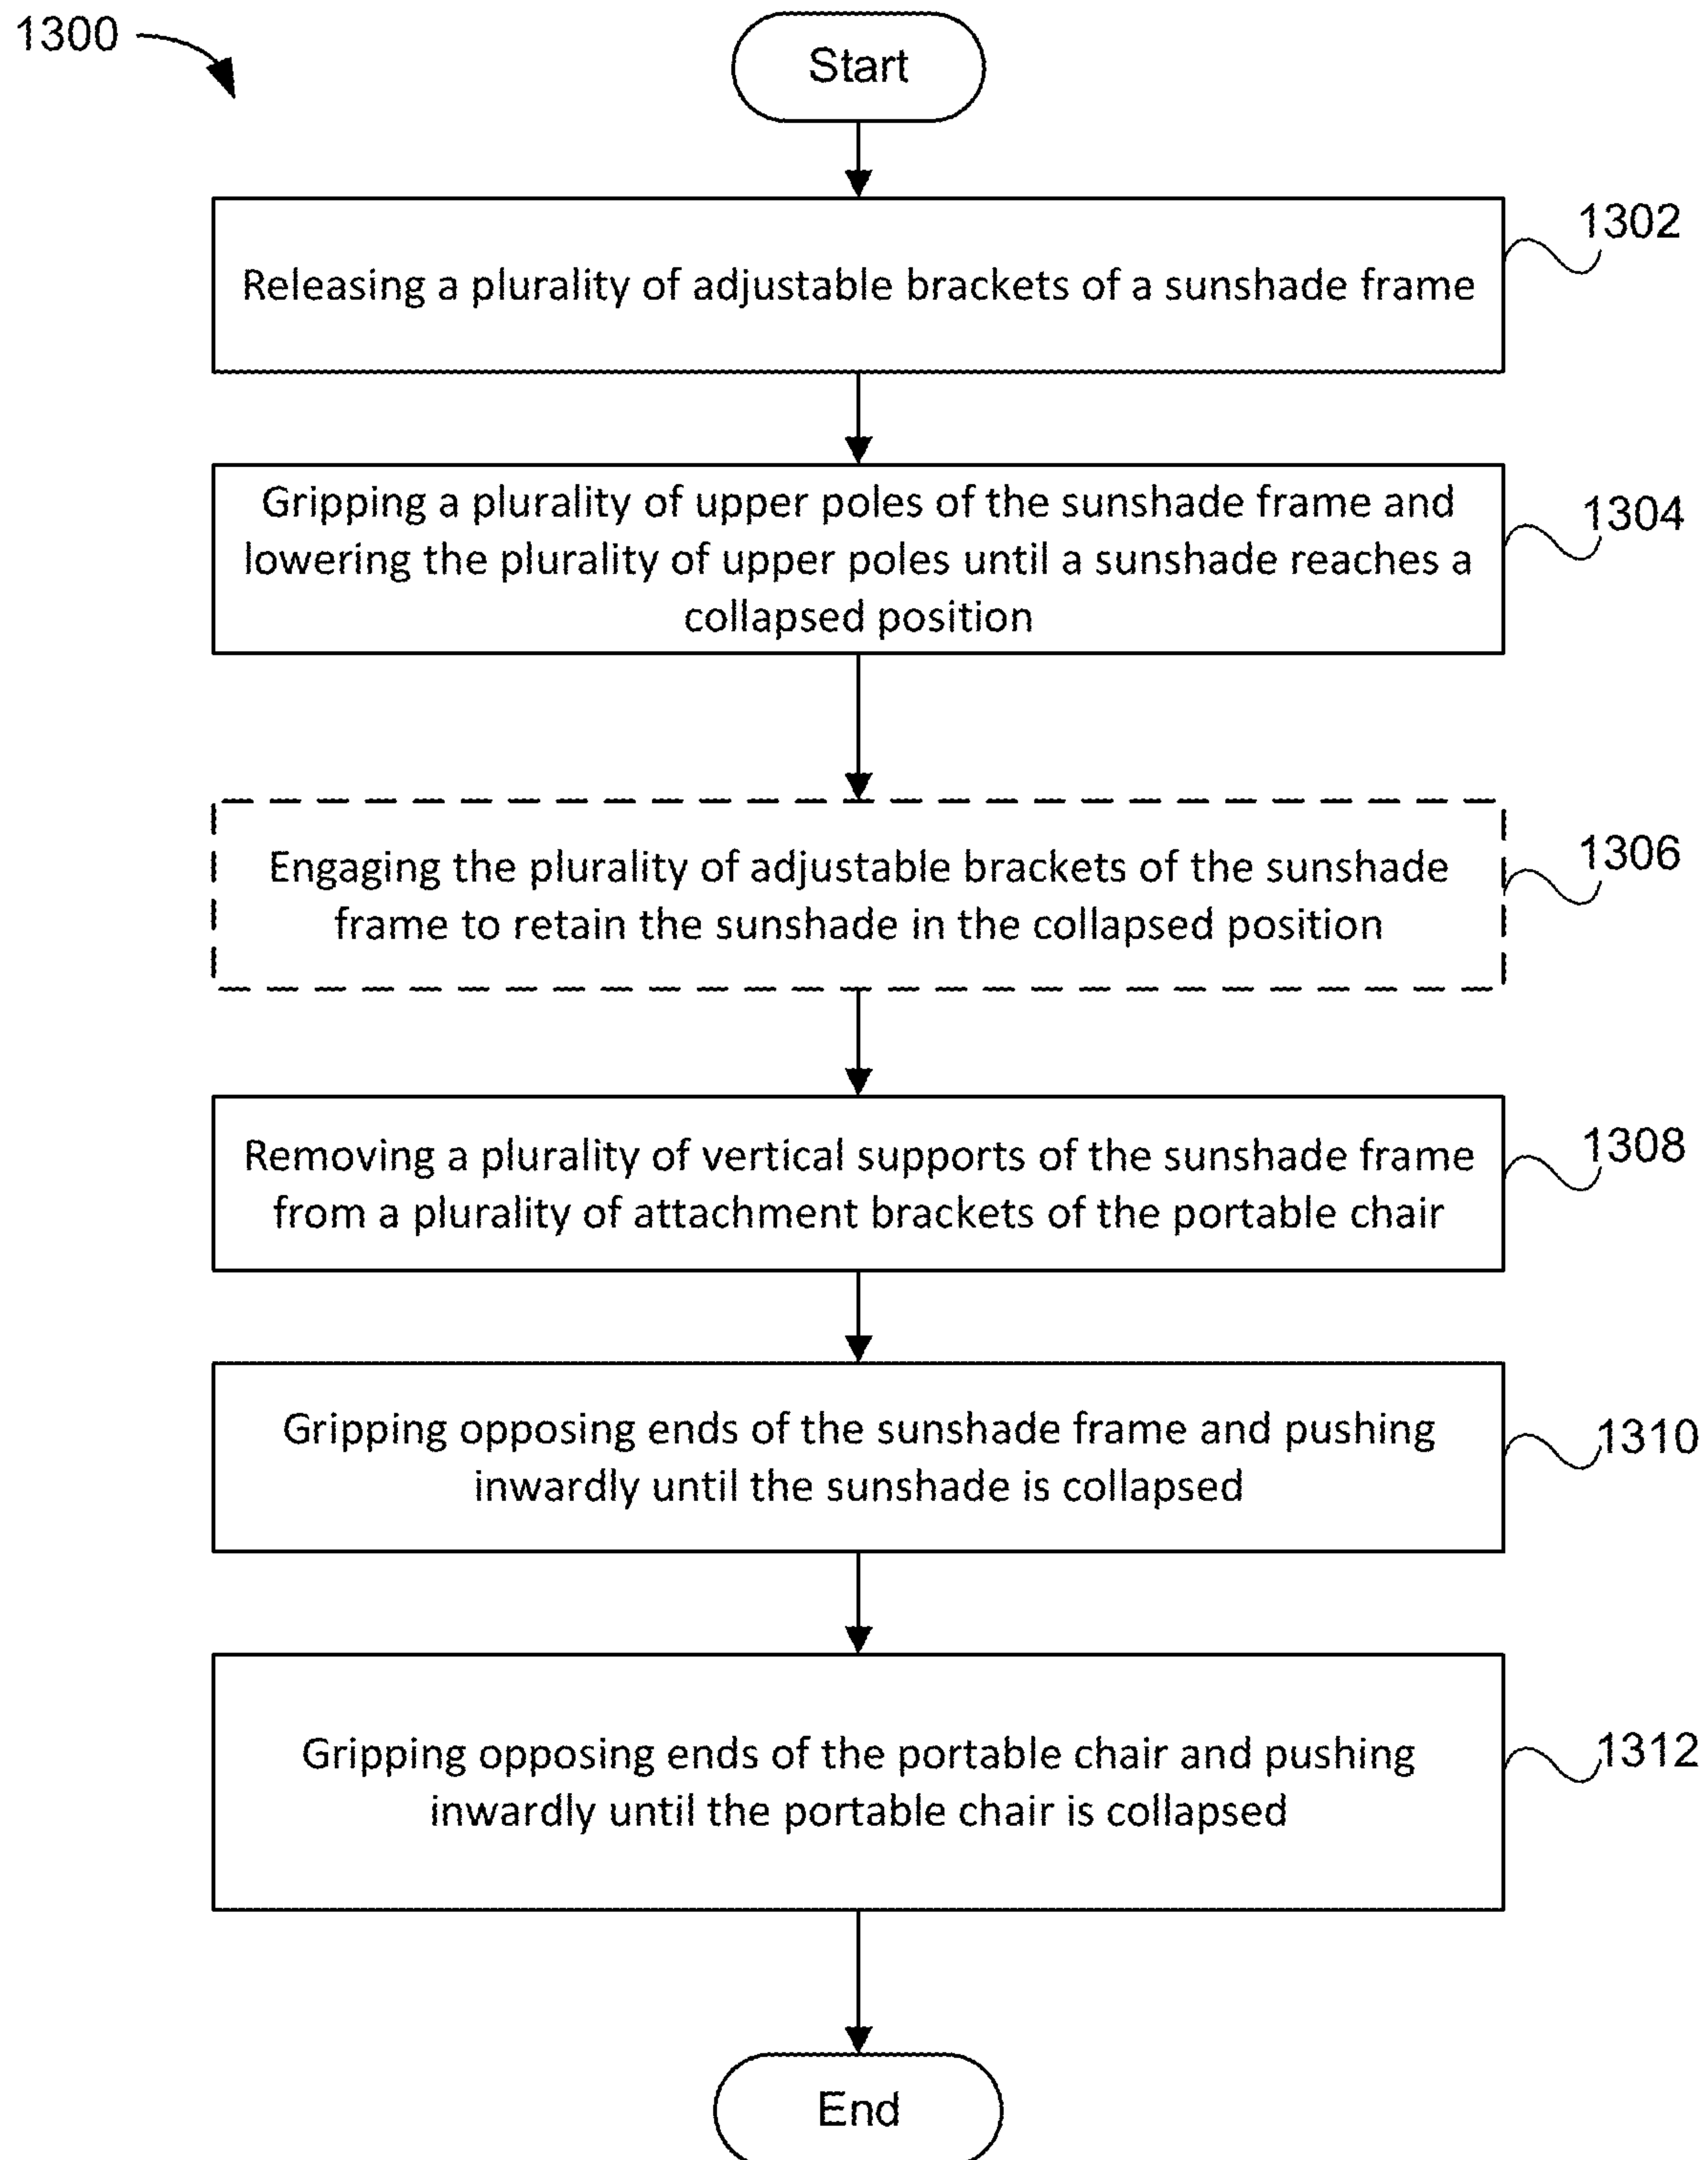 1300
Start
1302
Releasing a plurality of adjustable brackets of a sunshade frame
1304
Gripping a plurality of upper poles of the sunshade frame and
lowering the plurality of upper poles until a sunshade reaches a
collapsed position
1306
Engaging the plurality of adjustable brackets of the sunshade
frame to retain the sunshade in the collapsed position
1308
Removing a plurality of vertical supports of the sunshade frame
from a plurality of attachment brackets of the portable chair
1310
Gripping opposing ends of the sunshade frame and pushing
inwardly until the sunshade is collapsed
1312
Gripping opposing ends of the portable chair and pushing
inwardly until the portable chair is collapsed
End